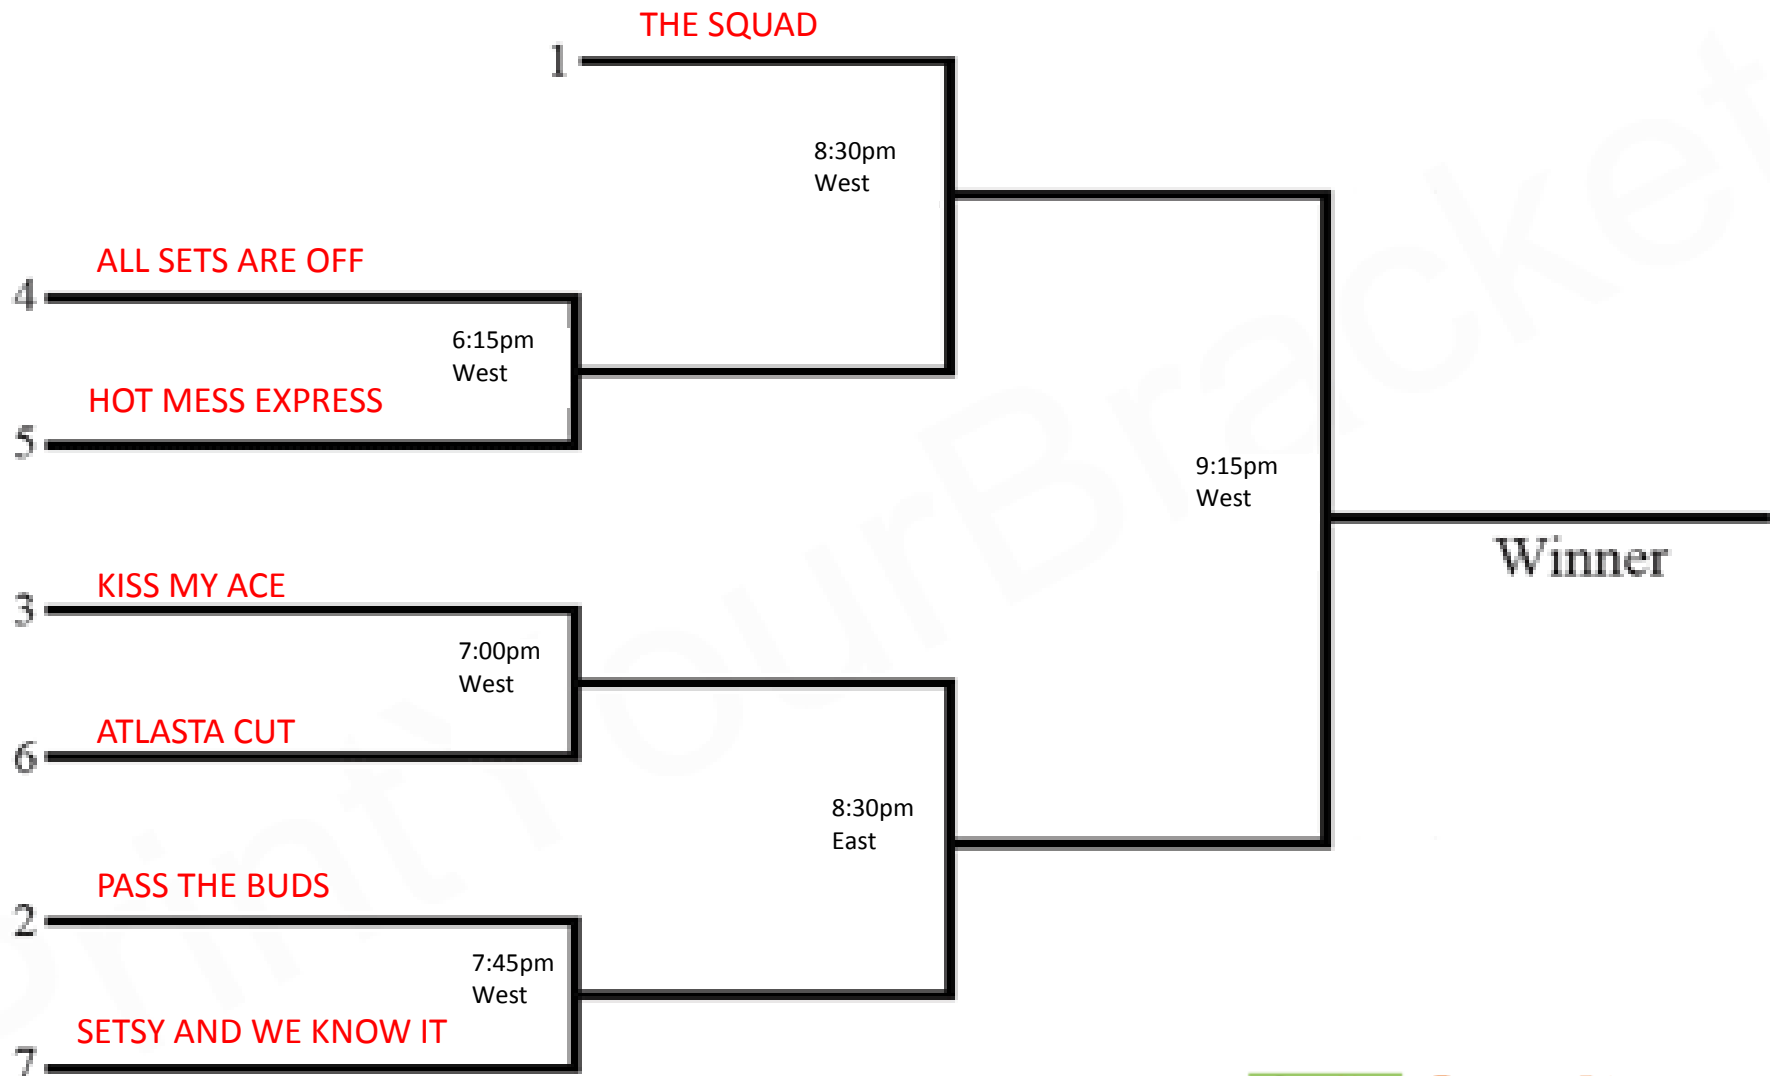 THE SQUAD
1
8:30pm
West
ALL SETS ARE OFF
4
6:15pm
West
HOT MESS EXPRESS
5
9:15pm
West
Winner
KISS MY ACE
3
7:00pm
West
ATLASTA CUT
6
8:30pm
East
PASS THE BUDS
2
7:45pm
West
SETSY AND WE KNOW IT
7
PrintYourBracket